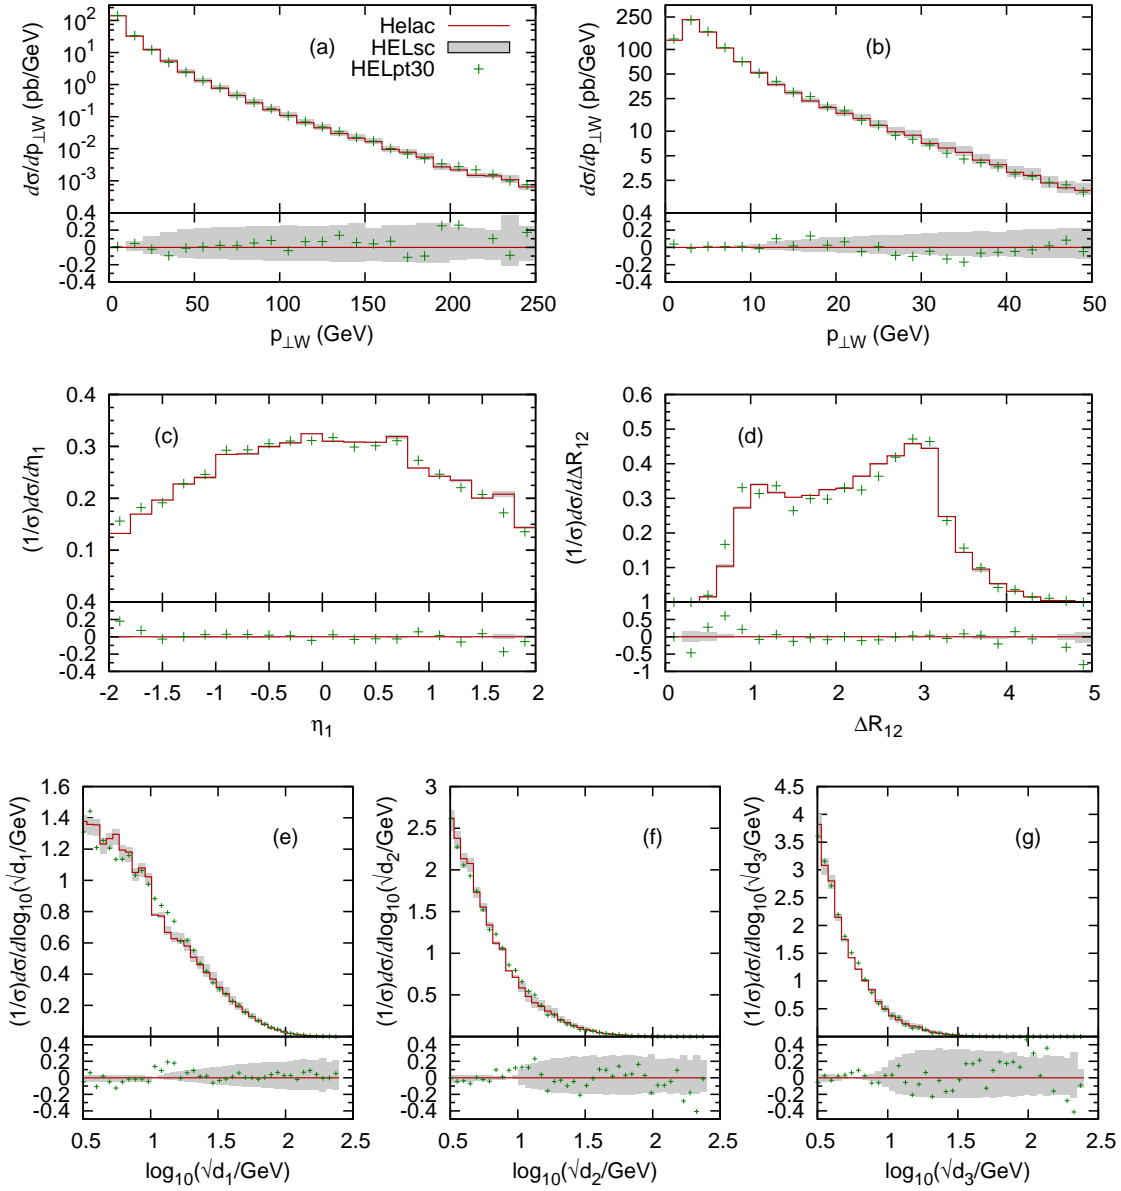 dσ/dp⊥W (pb/GeV)
10²
10¹
10⁰
10⁻¹
10⁻²
10⁻³
Helac
HELsc
HELpt30
(a)
0.4
0.2
0
-0.2
-0.4
0 50 100 150 200 250
p⊥W (GeV)
dσ/dp⊥W (pb/GeV)
250
100
50
25
10
5
2.5
(b)
0.4
0.2
0
-0.2
-0.4
0 10 20 30 40 50
p⊥W (GeV)
(1/σ)dσ/dη₁
0.4
0.3
0.2
0.1
(c)
0.4
0.2
0
-0.2
-0.4
-2 -1.5 -1 -0.5 0 0.5 1 1.5 2
η₁
(1/σ)dσ/dΔR₁₂
0.6
0.5
0.4
0.3
0.2
0.1
(d)
1
0.5
0
-0.5
-1
0 1 2 3 4 5
ΔR₁₂
(1/σ)dσ/dlog₁₀(√d₁/GeV)
1.6
1.4
1.2
1
0.8
0.6
0.4
0.2
(e)
0.4
0.2
0
-0.2
-0.4
0.5 1 1.5 2 2.5
log₁₀(√d₁/GeV)
(1/σ)dσ/dlog₁₀(√d₂/GeV)
3
2.5
2
1.5
1
0.5
(f)
0.4
0.2
0
-0.2
-0.4
0.5 1 1.5 2 2.5
log₁₀(√d₂/GeV)
(1/σ)dσ/dlog₁₀(√d₃/GeV)
4.5
4
3.5
3
2.5
2
1.5
1
0.5
(g)
0.4
0.2
0
-0.2
-0.4
0.5 1 1.5 2 2.5
log₁₀(√d₃/GeV)